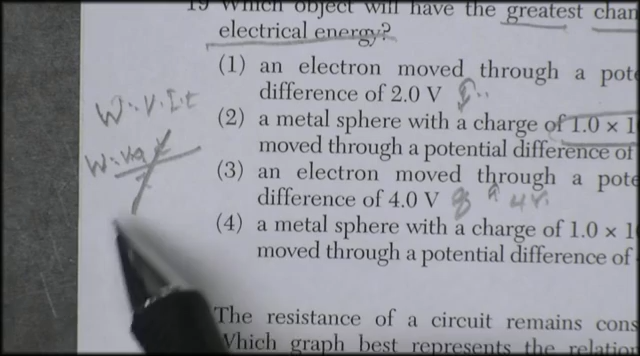 19 Which object will have the greatest chan
electrical energy?
(1) an electron moved through a pote
difference of 2.0 V
W = V·I·t
(2) a metal sphere with a charge of 1.0 × 1
moved through a potential difference of
(3) an electron moved through a pote
difference of 4.0 V 4V
(4) a metal sphere with a charge of 1.0 × 1
moved through a potential difference of
The resistance of a circuit remains cons
Which graph best represents the relation